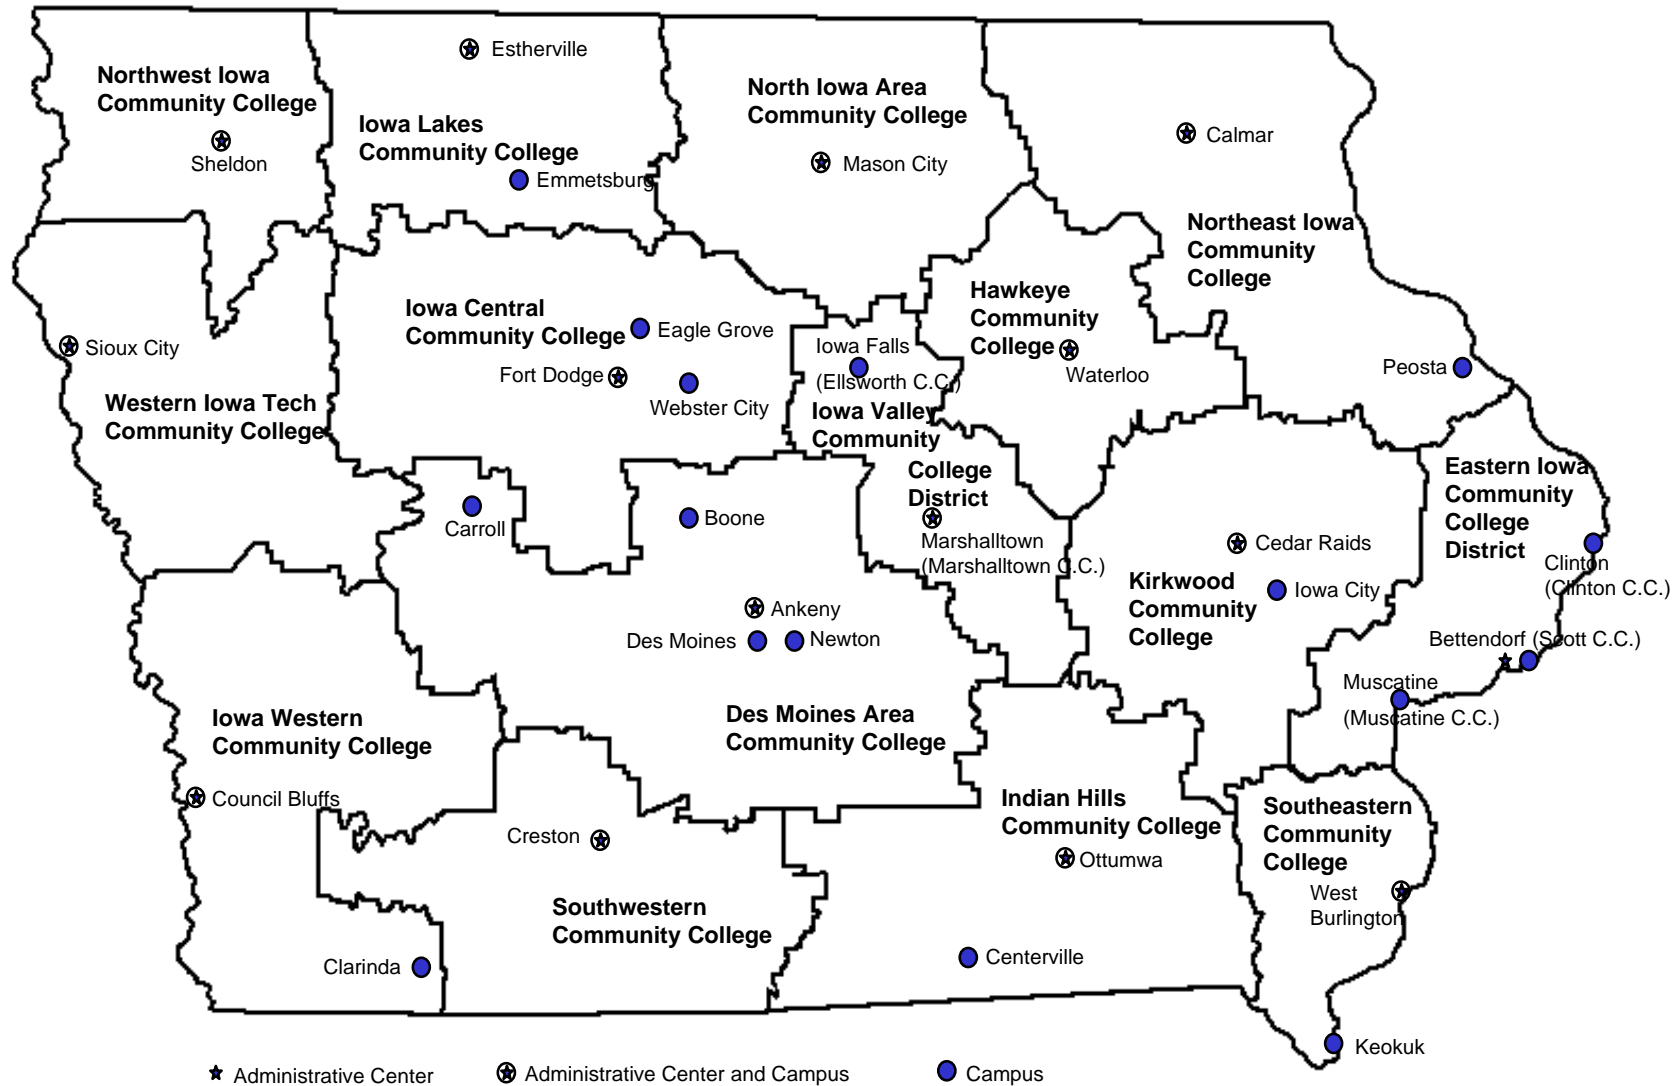 Estherville
Northwest Iowa
Community College
North Iowa Area
Community College
Iowa Lakes
Community College
Calmar
Sheldon
Mason City
Emmetsburg
Northeast Iowa
Community
College
Hawkeye
Community
College
Iowa Central
Community College
Eagle Grove
Sioux City
Iowa Falls
(Ellsworth C.C.)
Peosta
Fort Dodge
Waterloo
Western Iowa Tech
Community College
Webster City
Iowa Valley
Community
College
District
Eastern Iowa
Community
College
District
Carroll
Boone
Marshalltown
(Marshalltown C.C.)
Cedar Raids
Clinton
(Clinton C.C.)
Kirkwood
Community
College
Iowa City
Ankeny
Des Moines
Newton
Bettendorf (Scott C.C.)
Muscatine
(Muscatine C.C.)
Iowa Western
Community College
Des Moines Area
Community College
Council Bluffs
Indian Hills
Community College
Southeastern
Community
College
Creston
Ottumwa
West
Burlington
Southwestern
Community College
Clarinda
Centerville
Keokuk
Administrative Center
Administrative Center and Campus
Campus